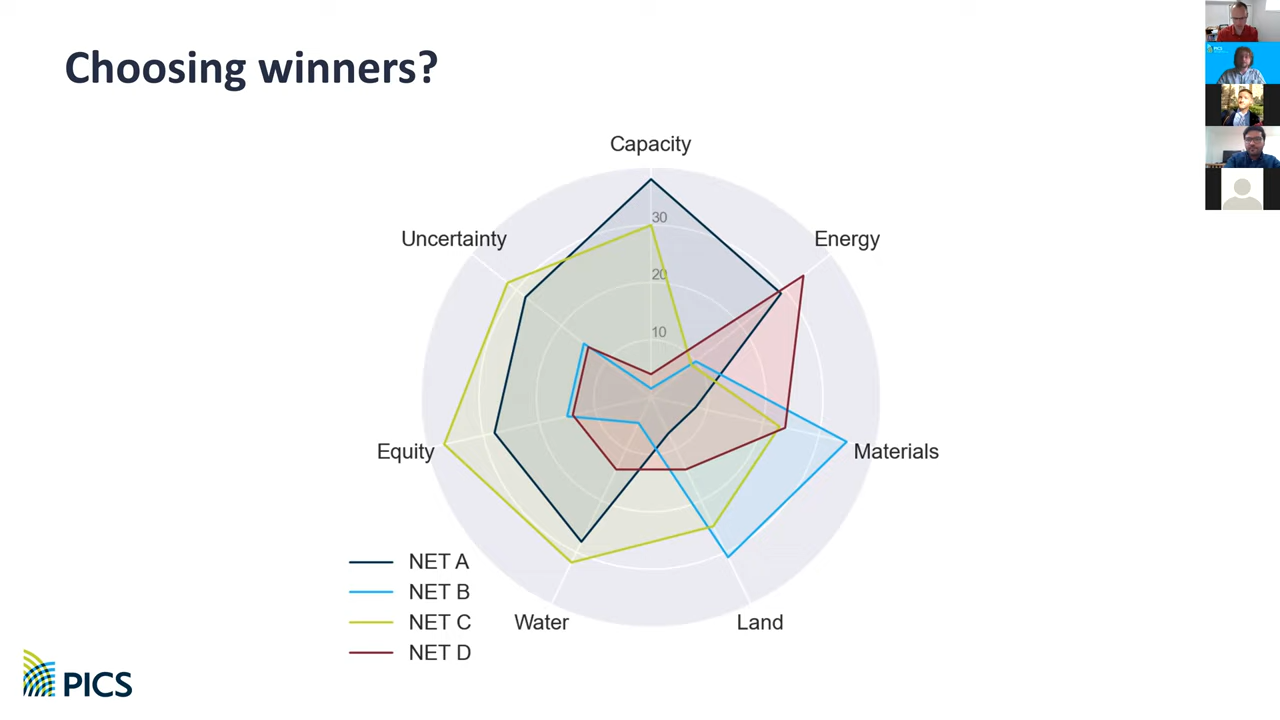 Choosing winners?
Capacity
Uncertainty
Energy
30
20
10
Equity
Materials
Water
Land
NET A
NET B
NET C
NET D
PICS